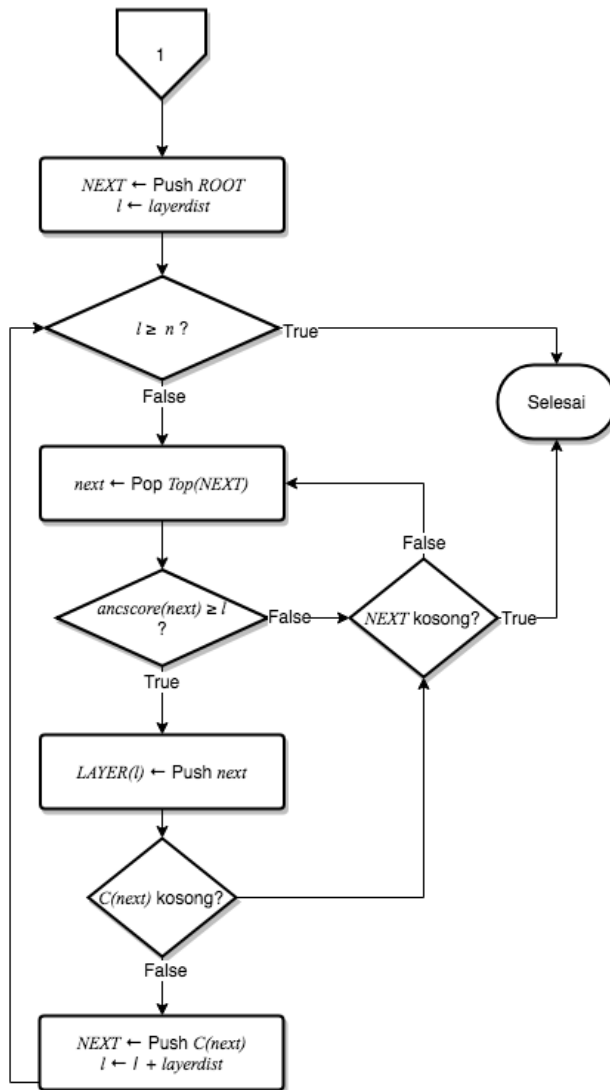 1
NEXT ← Push ROOT
l ← layerdist
l ≥ n ?
True
False
Selesai
next ← Pop Top(NEXT)
False
ancscore(next) ≥ l
?
False
NEXT kosong?
True
True
LAYER(l) ← Push next
C(next) kosong?
False
NEXT ← Push C(next)
l ← l + layerdist